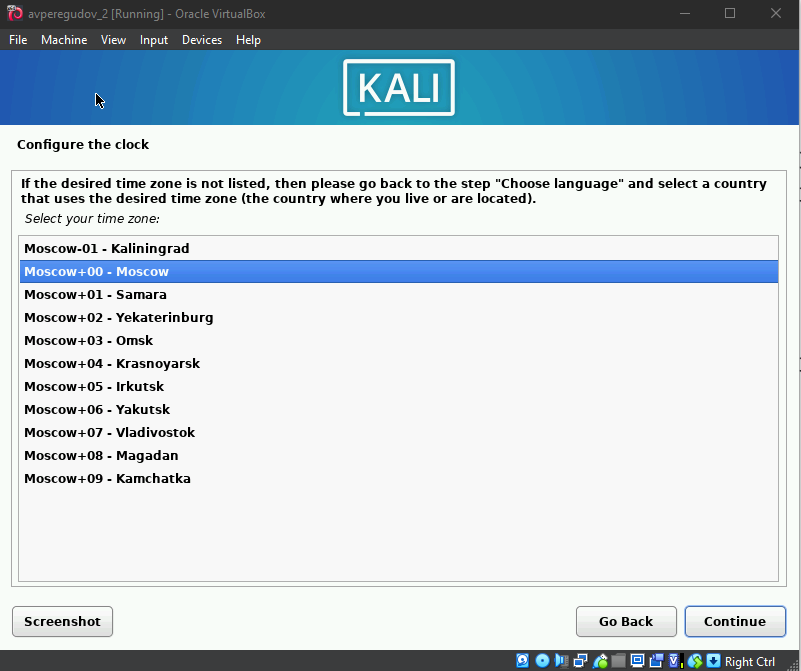 avperegudov_2 [Running] - Oracle VirtualBox
File Machine View Input Devices Help
KALI
Configure the clock
If the desired time zone is not listed, then please go back to the step "Choose language" and select a country
that uses the desired time zone (the country where you live or are located).
Select your time zone:
Moscow-01 - Kaliningrad
Moscow+00 - Moscow
Moscow+01 - Samara
Moscow+02 - Yekaterinburg
Moscow+03 - Omsk
Moscow+04 - Krasnoyarsk
Moscow+05 - Irkutsk
Moscow+06 - Yakutsk
Moscow+07 - Vladivostok
Moscow+08 - Magadan
Moscow+09 - Kamchatka
Screenshot Go Back Continue
Right Ctrl